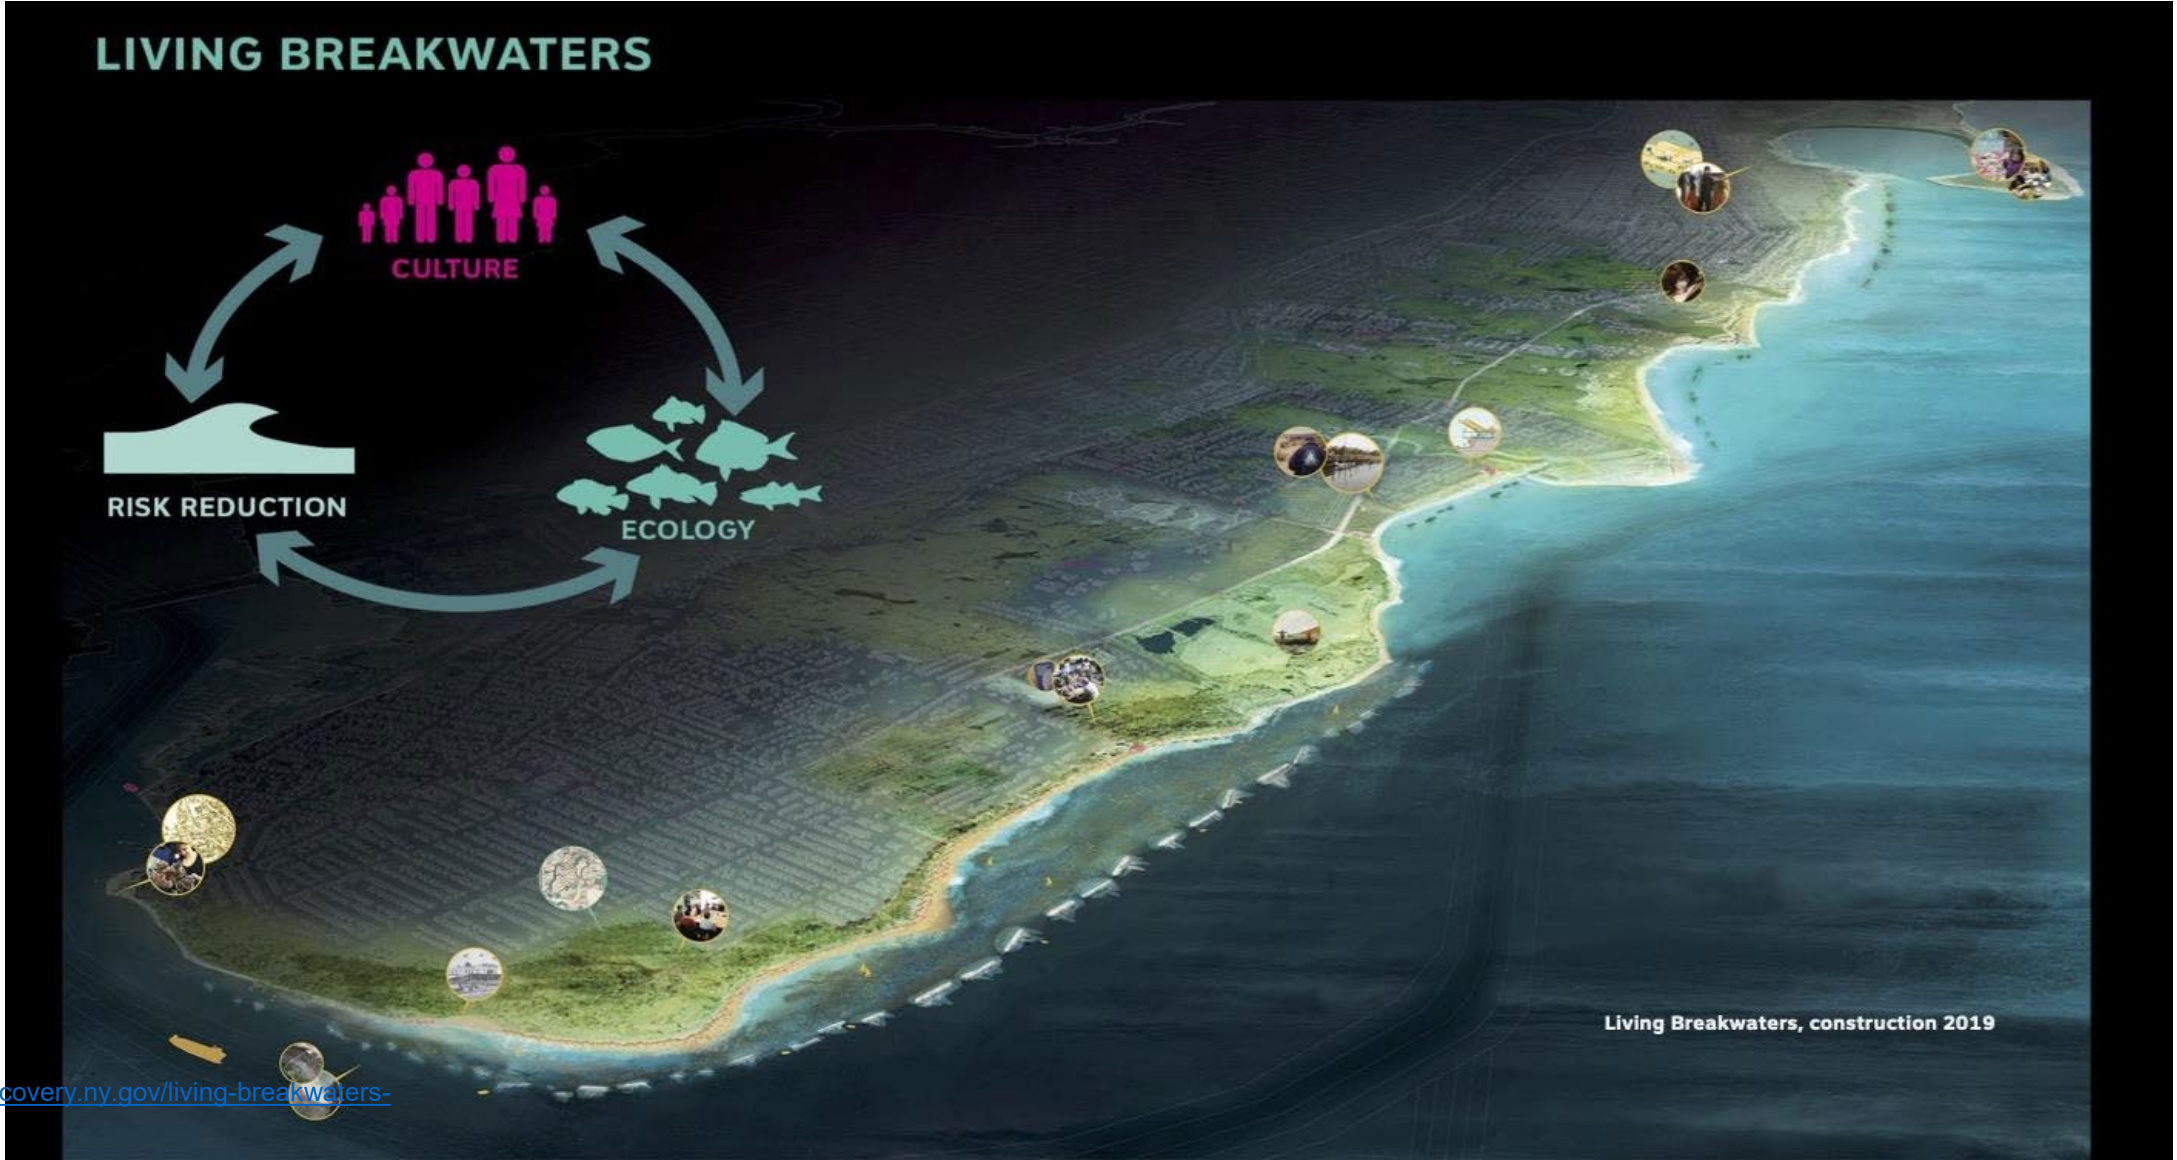 LIVING BREAKWATERS
CULTURE
RISK REDUCTION
ECOLOGY
Living Breakwaters, construction 2019
covery.ny.gov/living-breakwaters-